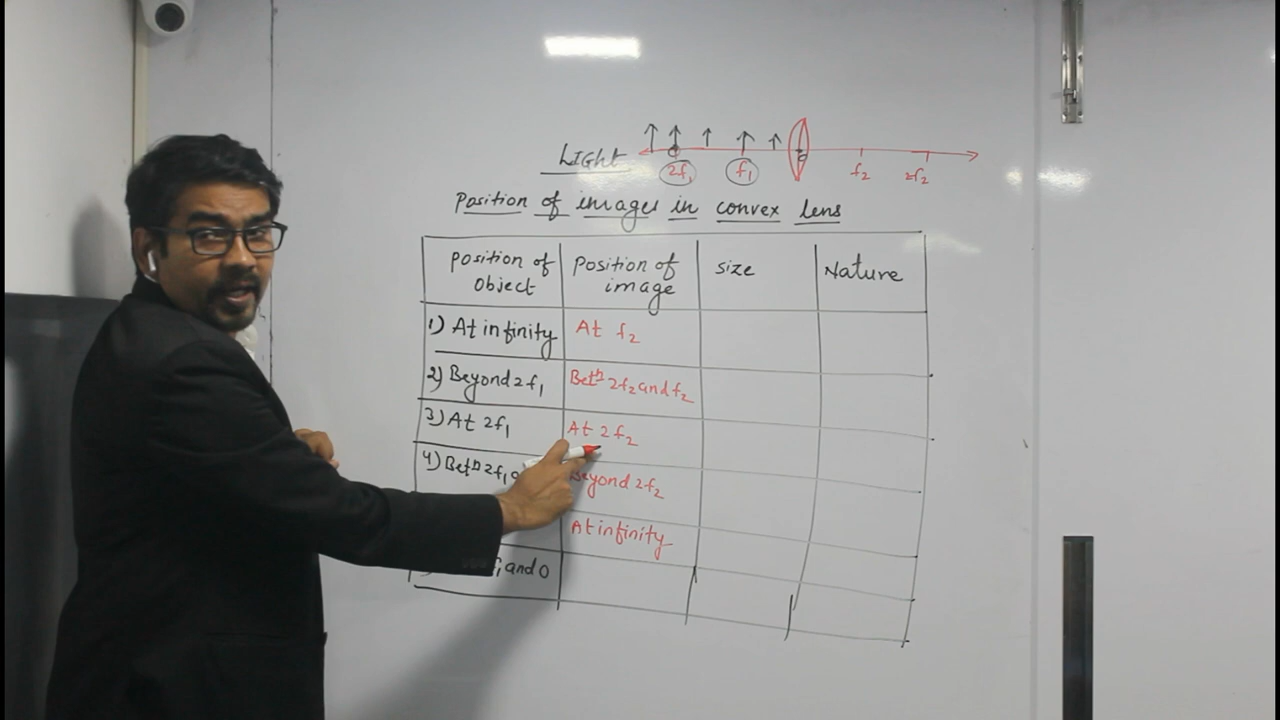 LIGHT
2f₁ f₁ f₂ 2f₂
Position of images in convex lens
Position of object
Position of image
Size
Nature
1) At infinity
At f₂
2) Beyond 2f₁
Betⁿ 2f₂ and f₂
3) At 2f₁
At 2f₂
4) Betⁿ 2f₁
Beyond 2f₂
At infinity
f₁ and O